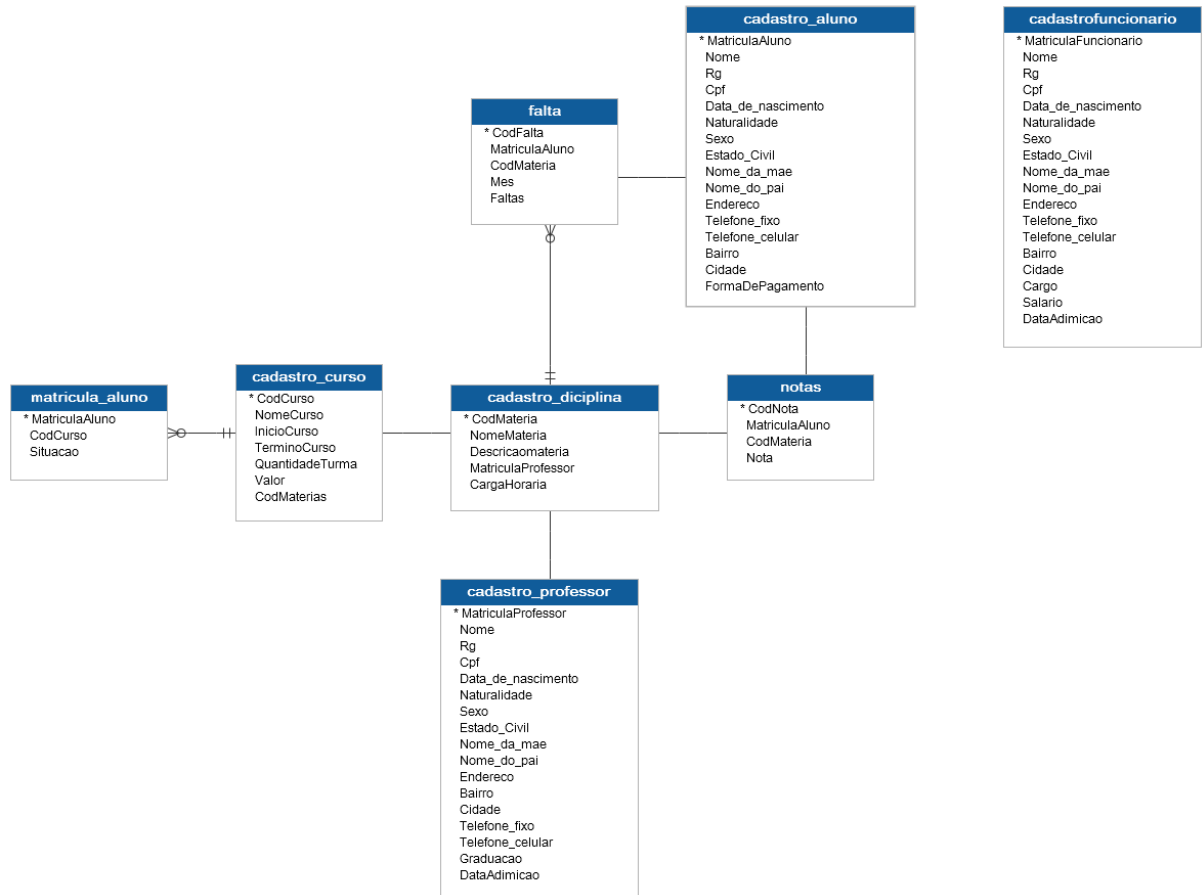 cadastro_aluno
* MatriculaAluno
Nome
Rg
Cpf
Data_de_nascimento
Naturalidade
Sexo
Estado_Civil
Nome_da_mae
Nome_do_pai
Endereco
Telefone_fixo
Telefone_celular
Bairro
Cidade
FormaDePagamento
cadastrofuncionario
* MatriculaFuncionario
Nome
Rg
Cpf
Data_de_nascimento
Naturalidade
Sexo
Estado_Civil
Nome_da_mae
Nome_do_pai
Endereco
Telefone_fixo
Telefone_celular
Bairro
Cidade
Cargo
Salario
DataAdimicao
falta
* CodFalta
MatriculaAluno
CodMateria
Mes
Faltas
matricula_aluno
* MatriculaAluno
CodCurso
Situacao
cadastro_curso
* CodCurso
NomeCurso
InicioCurso
TerminoCurso
QuantidadeTurma
Valor
CodMaterias
cadastro_diciplina
* CodMateria
NomeMateria
Descricaomateria
MatriculaProfessor
CargaHoraria
notas
* CodNota
MatriculaAluno
CodMateria
Nota
cadastro_professor
* MatriculaProfessor
Nome
Rg
Cpf
Data_de_nascimento
Naturalidade
Sexo
Estado_Civil
Nome_da_mae
Nome_do_pai
Endereco
Bairro
Cidade
Telefone_fixo
Telefone_celular
Graduacao
DataAdimicao